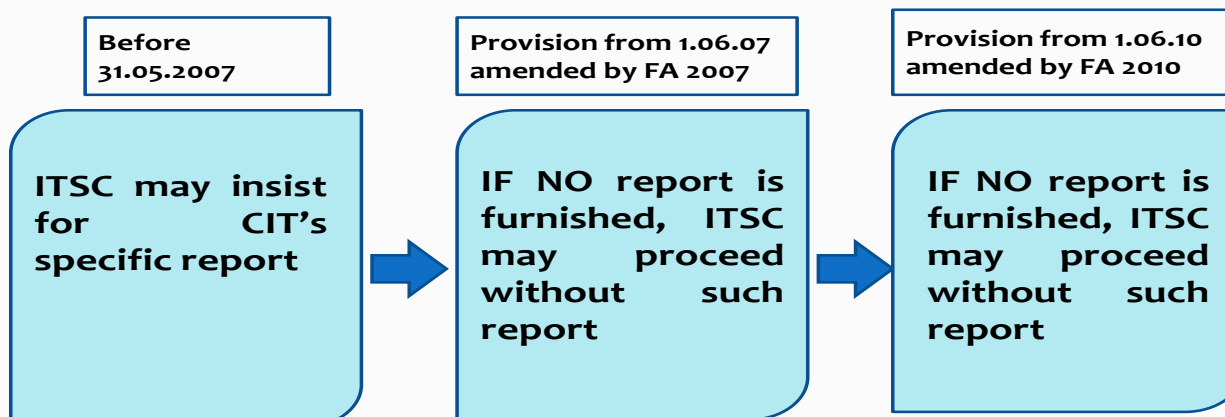 Before
31.05.2007
Provision from 1.06.07
amended by FA 2007
Provision from 1.06.10
amended by FA 2010
ITSC may insist
for CIT's
specific report
IF NO report is
furnished, ITSC
may proceed
without such
report
IF NO report is
furnished, ITSC
may proceed
without such
report